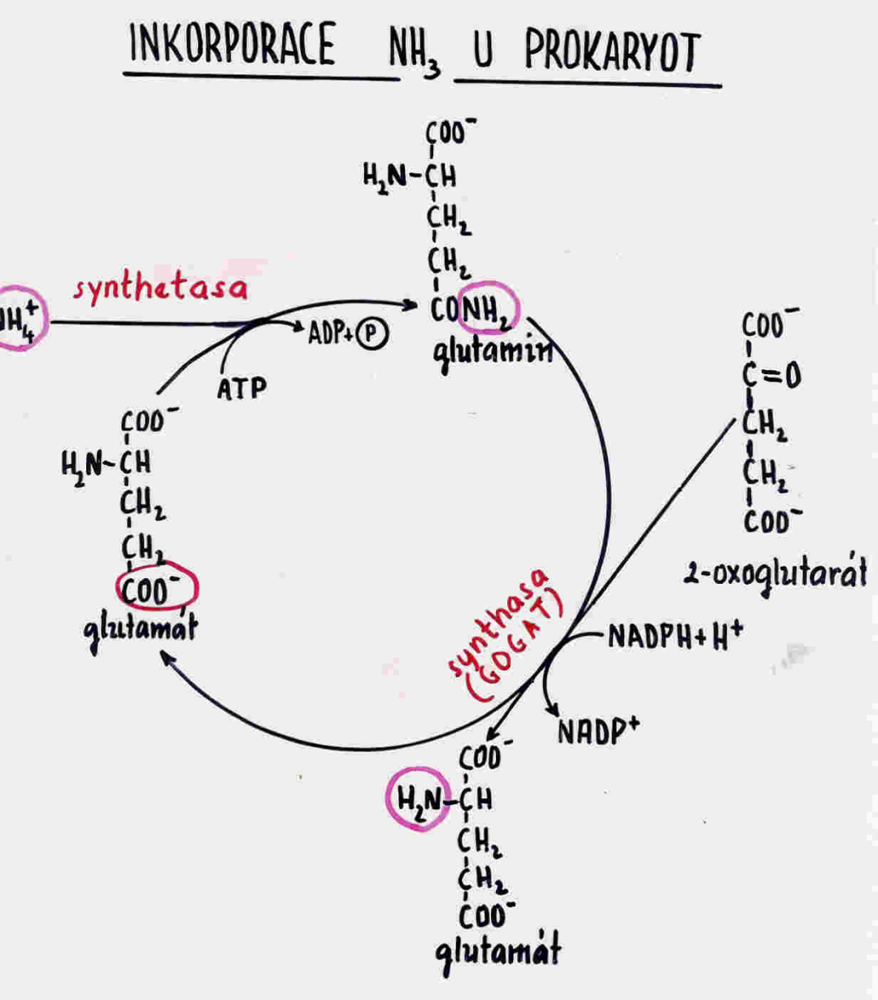 INKORPORACE NH₃ U PROKARYOT
COO⁻
H₂N-CH
CH₂
CH₂
CONH₂
glutamin
synthetasa
NH₄⁺
ADP+P
ATP
COO⁻
H₂N-CH
CH₂
CH₂
COO⁻
glutamát
COO⁻
C=O
CH₂
CH₂
COO⁻
2-oxoglutarát
synthasa
(GOGAT)
NADPH+H⁺
NADP⁺
COO⁻
H₂N-CH
CH₂
CH₂
COO⁻
glutamát